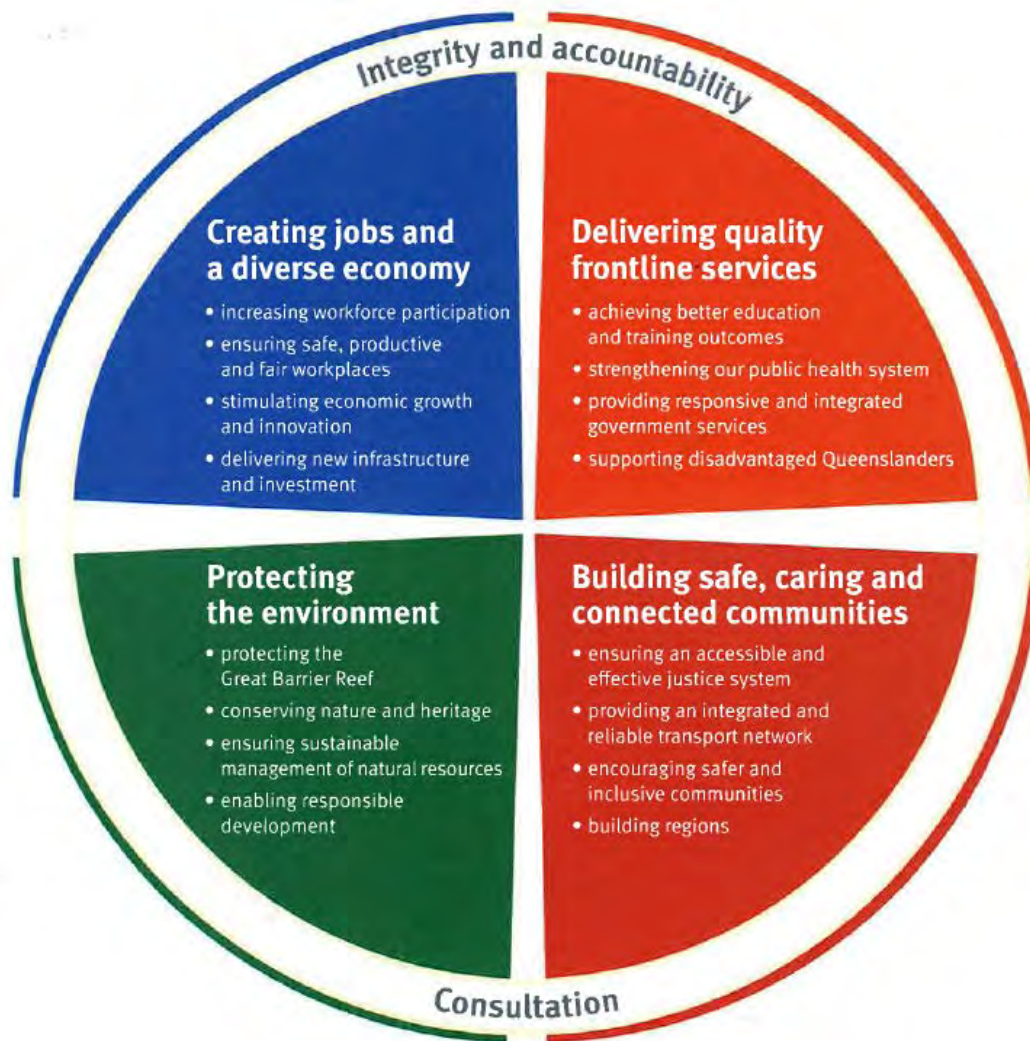 Integrity and accountability
Creating jobs and
a diverse economy
• increasing workforce participation
• ensuring safe, productive
and fair workplaces
• stimulating economic growth
and innovation
• delivering new infrastructure
and investment
Delivering quality
frontline services
• achieving better education
and training outcomes
• strengthening our public health system
• providing responsive and integrated
government services
• supporting disadvantaged Queenslanders
Protecting
the environment
• protecting the
Great Barrier Reef
• conserving nature and heritage
• ensuring sustainable
management of natural resources
• enabling responsible
development
Building safe, caring and
connected communities
• ensuring an accessible and
effective justice system
• providing an integrated and
reliable transport network
• encouraging safer and
inclusive communities
• building regions
Consultation